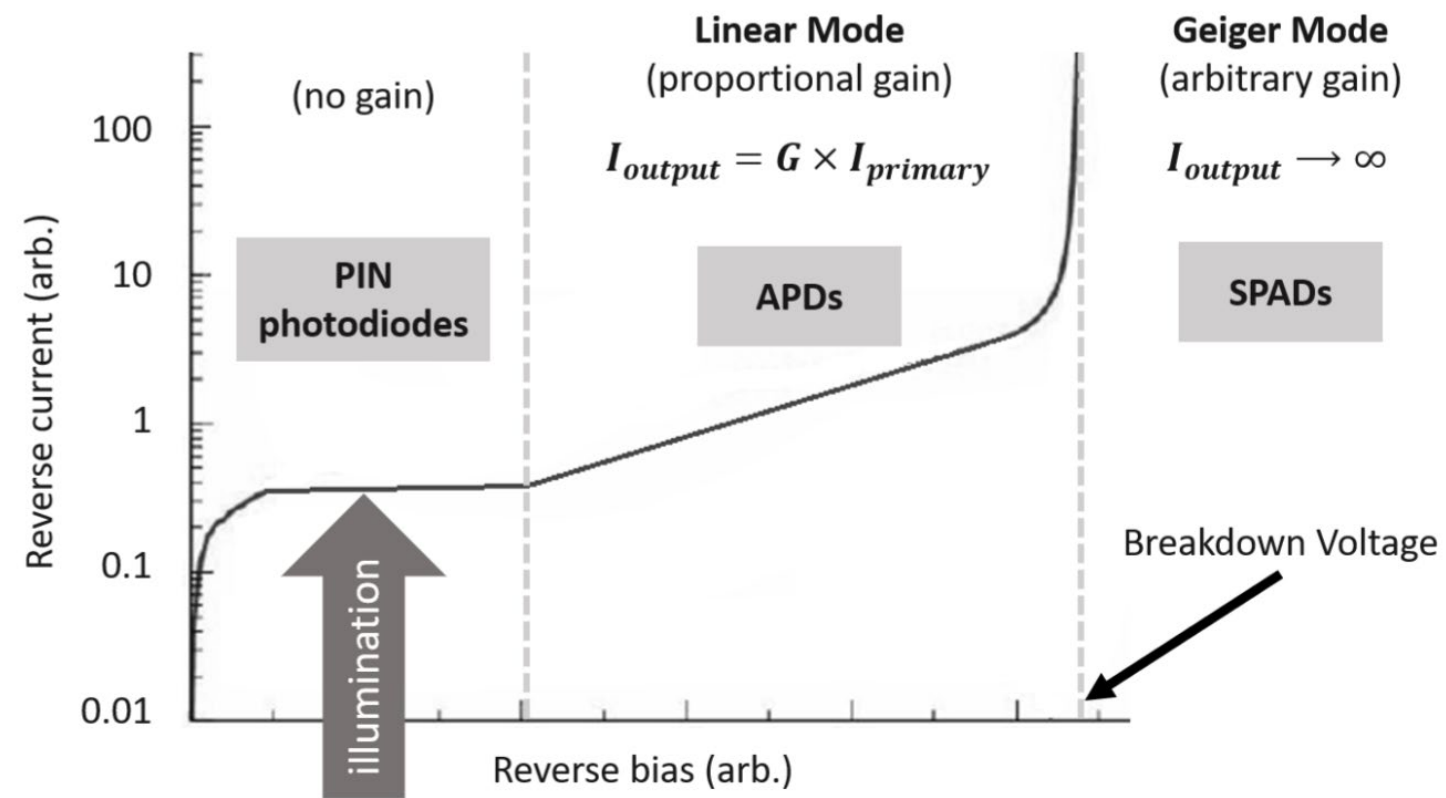 Linear Mode
(proportional gain)
Geiger Mode
(arbitrary gain)
(no gain)
I_output = G × I_primary
I_output → ∞
100
10
1
0.1
0.01
Reverse current (arb.)
PIN
photodiodes
APDs
SPADs
illumination
Breakdown Voltage
Reverse bias (arb.)